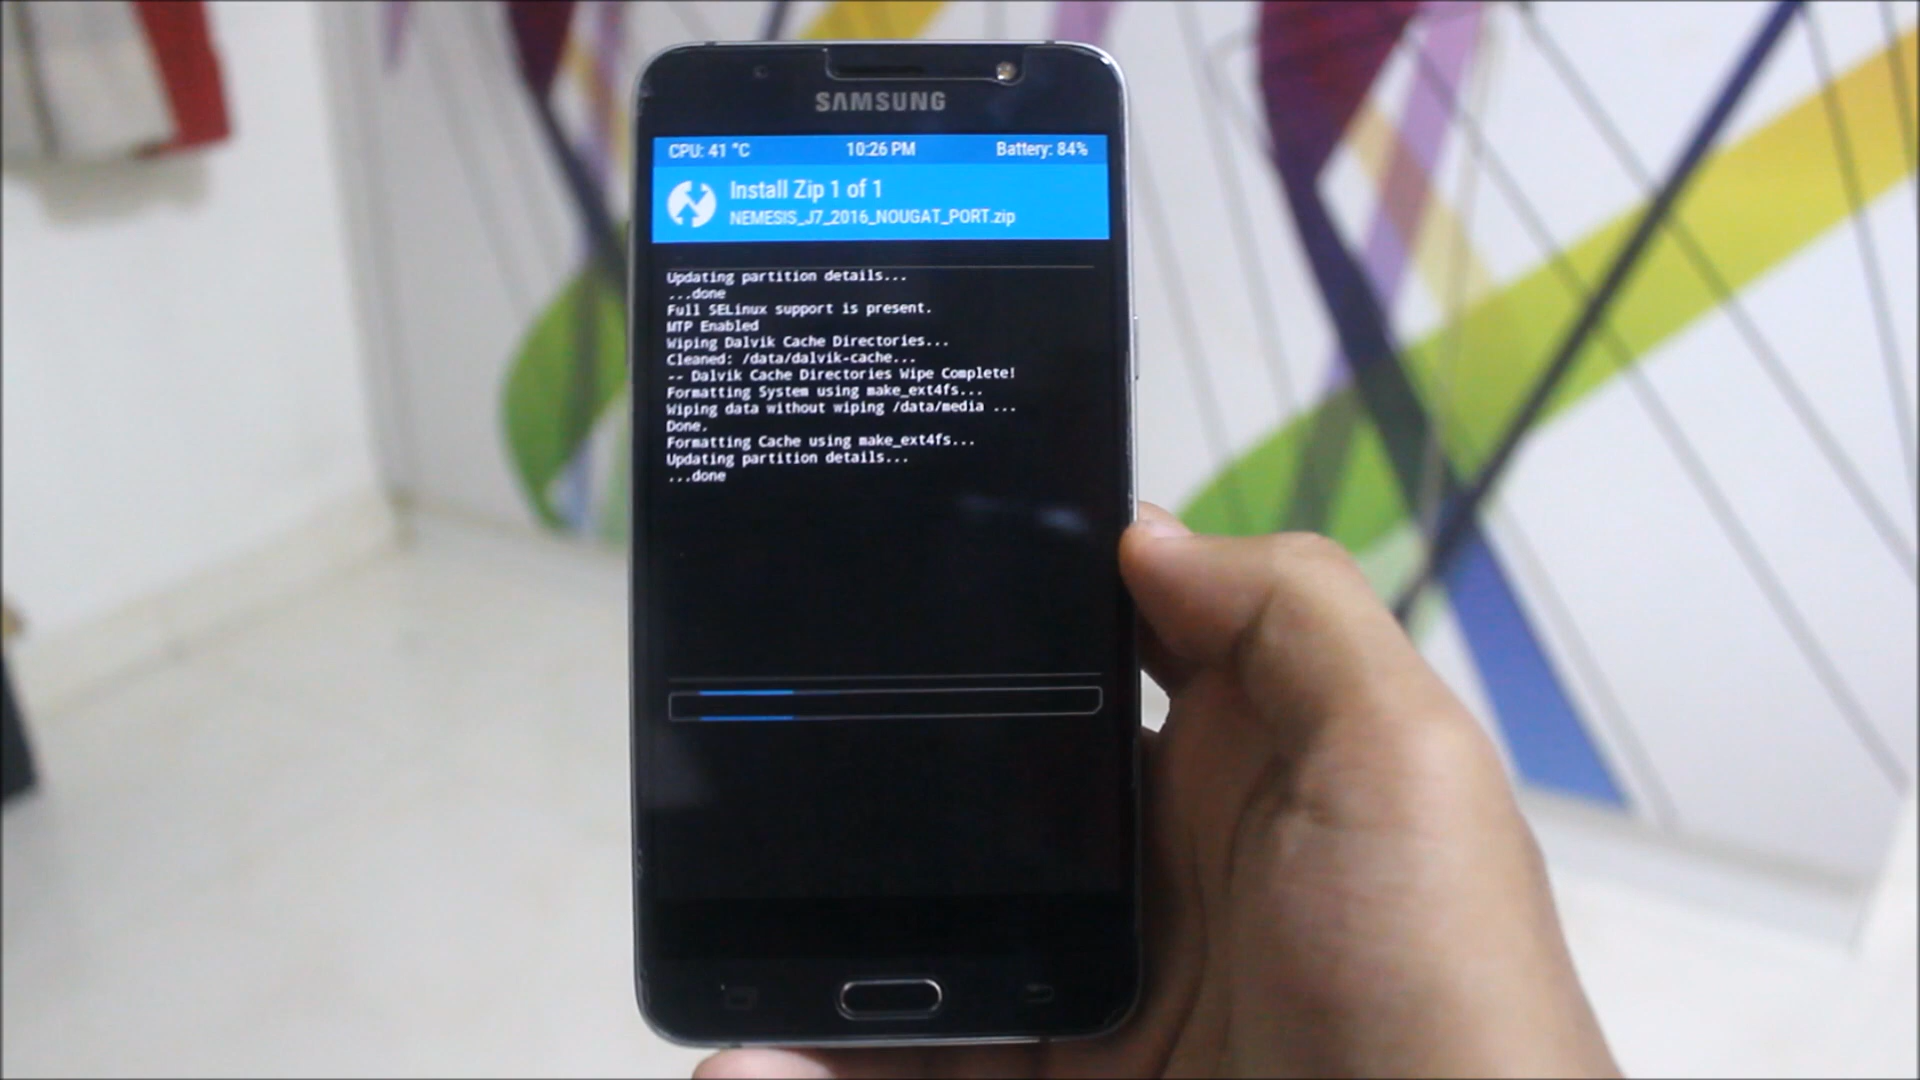 SAMSUNG
CPU: 41 °C 10:26 PM Battery: 84%
Install Zip 1 of 1
NEMESIS_J7_2016_NOUGAT_PORT.zip
Updating partition details...
...done
Full SELinux support is present.
MTP Enabled
Wiping Dalvik Cache Directories...
Cleaned: /data/dalvik-cache...
-- Dalvik Cache Directories Wipe Complete!
Formatting System using make_ext4fs...
Wiping data without wiping /data/media ...
Done.
Formatting Cache using make_ext4fs...
Updating partition details...
...done